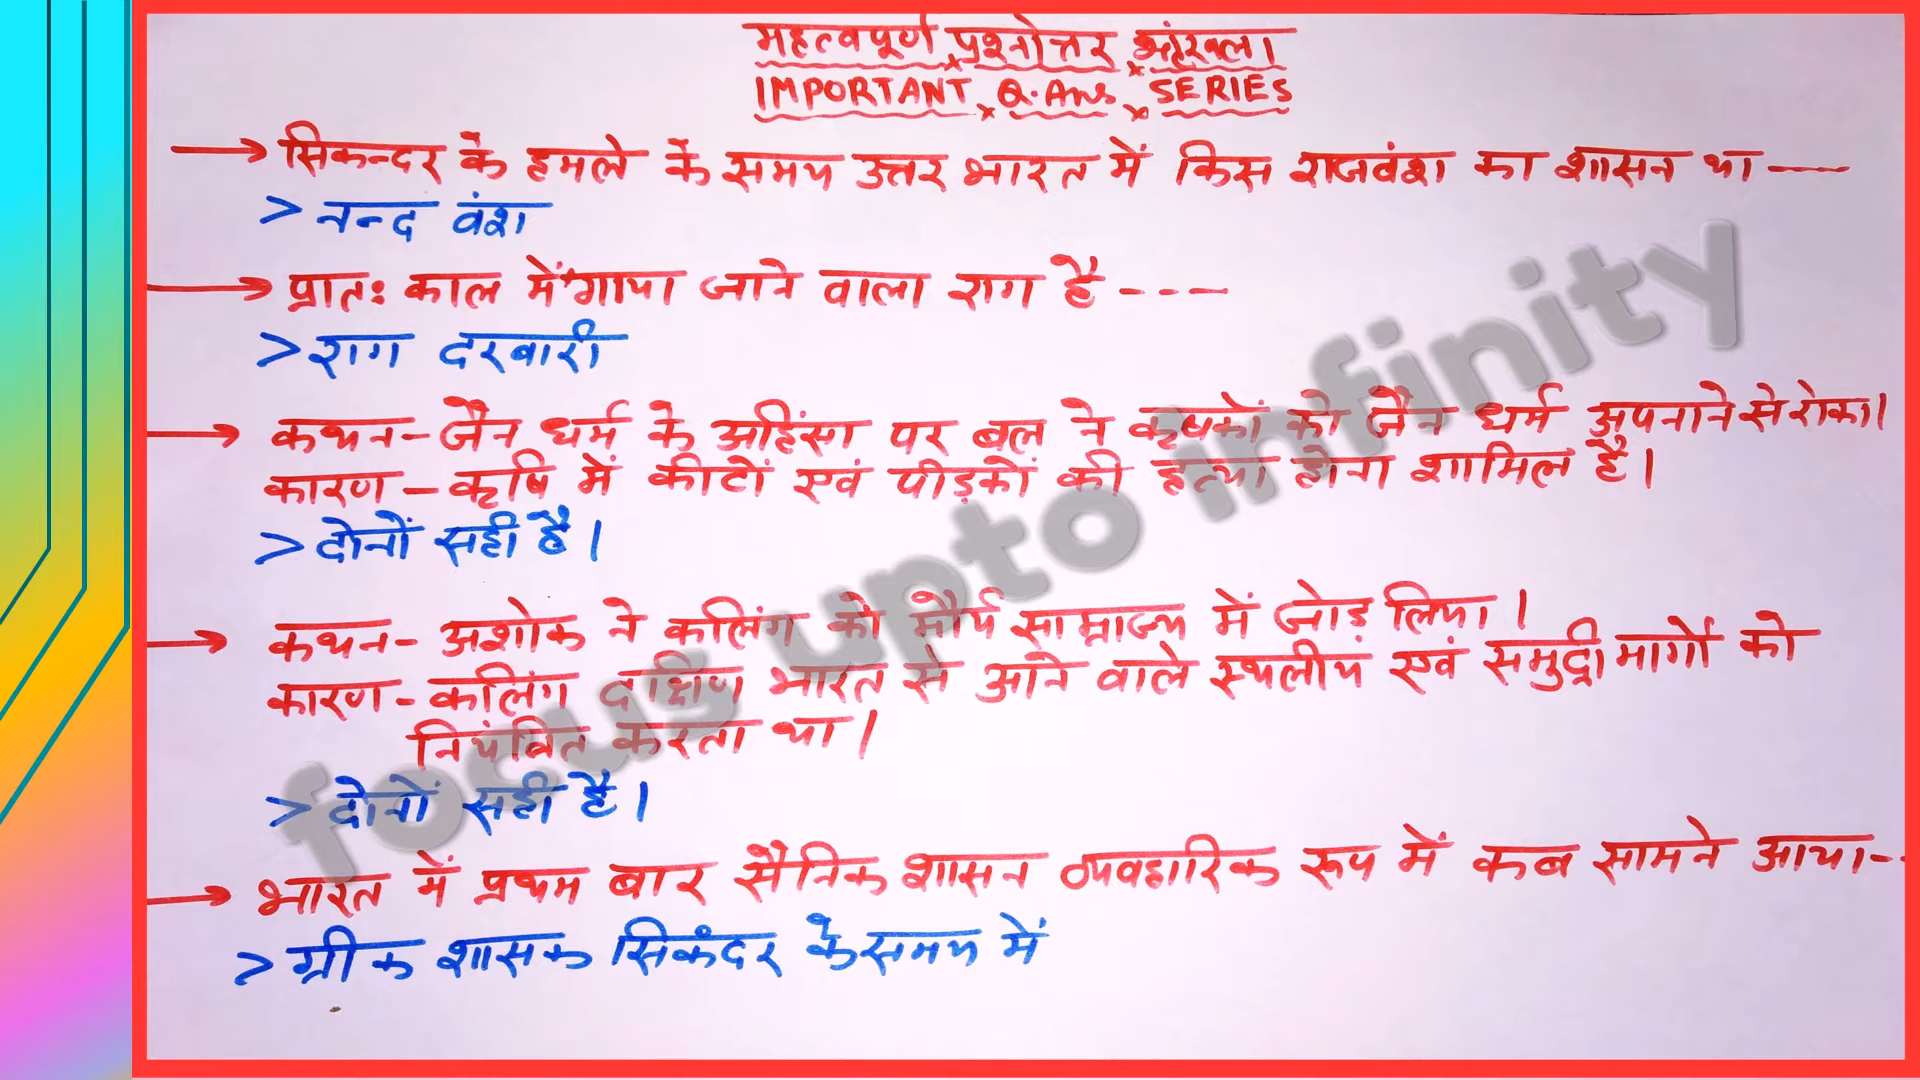 महत्वपूर्ण प्रश्नोत्तर श्रृंखला
IMPORTANT Q. Ans SERIES
→ सिकन्दर के हमले के समय उत्तर भारत में किस राजवंश का शासन था ---
> नन्द वंश
→ प्रातः काल में गाया जाने वाला राग है ----
> राग दरबारी
→ कथन - जैन धर्म के अहिंसा पर बल ने कृषकों को जैन धर्म अपनाने से रोका।
कारण - कृषि में कीटों एवं पीड़कों की हत्या होना शामिल है।
> दोनों सही है।
→ कथन - अशोक ने कलिंग को मौर्य साम्राज्य में जोड़ लिया।
कारण - कलिंग दक्षिण भारत से आने वाले स्थलीय एवं समुद्री मार्गों को
नियंत्रित करता था।
> दोनों सही है।
→ भारत में प्रथम बार सैनिक शासन व्यवहारिक रूप में कब सामने आया--
> ग्रीक शासक सिकंदर के समय में
focus upto infinity